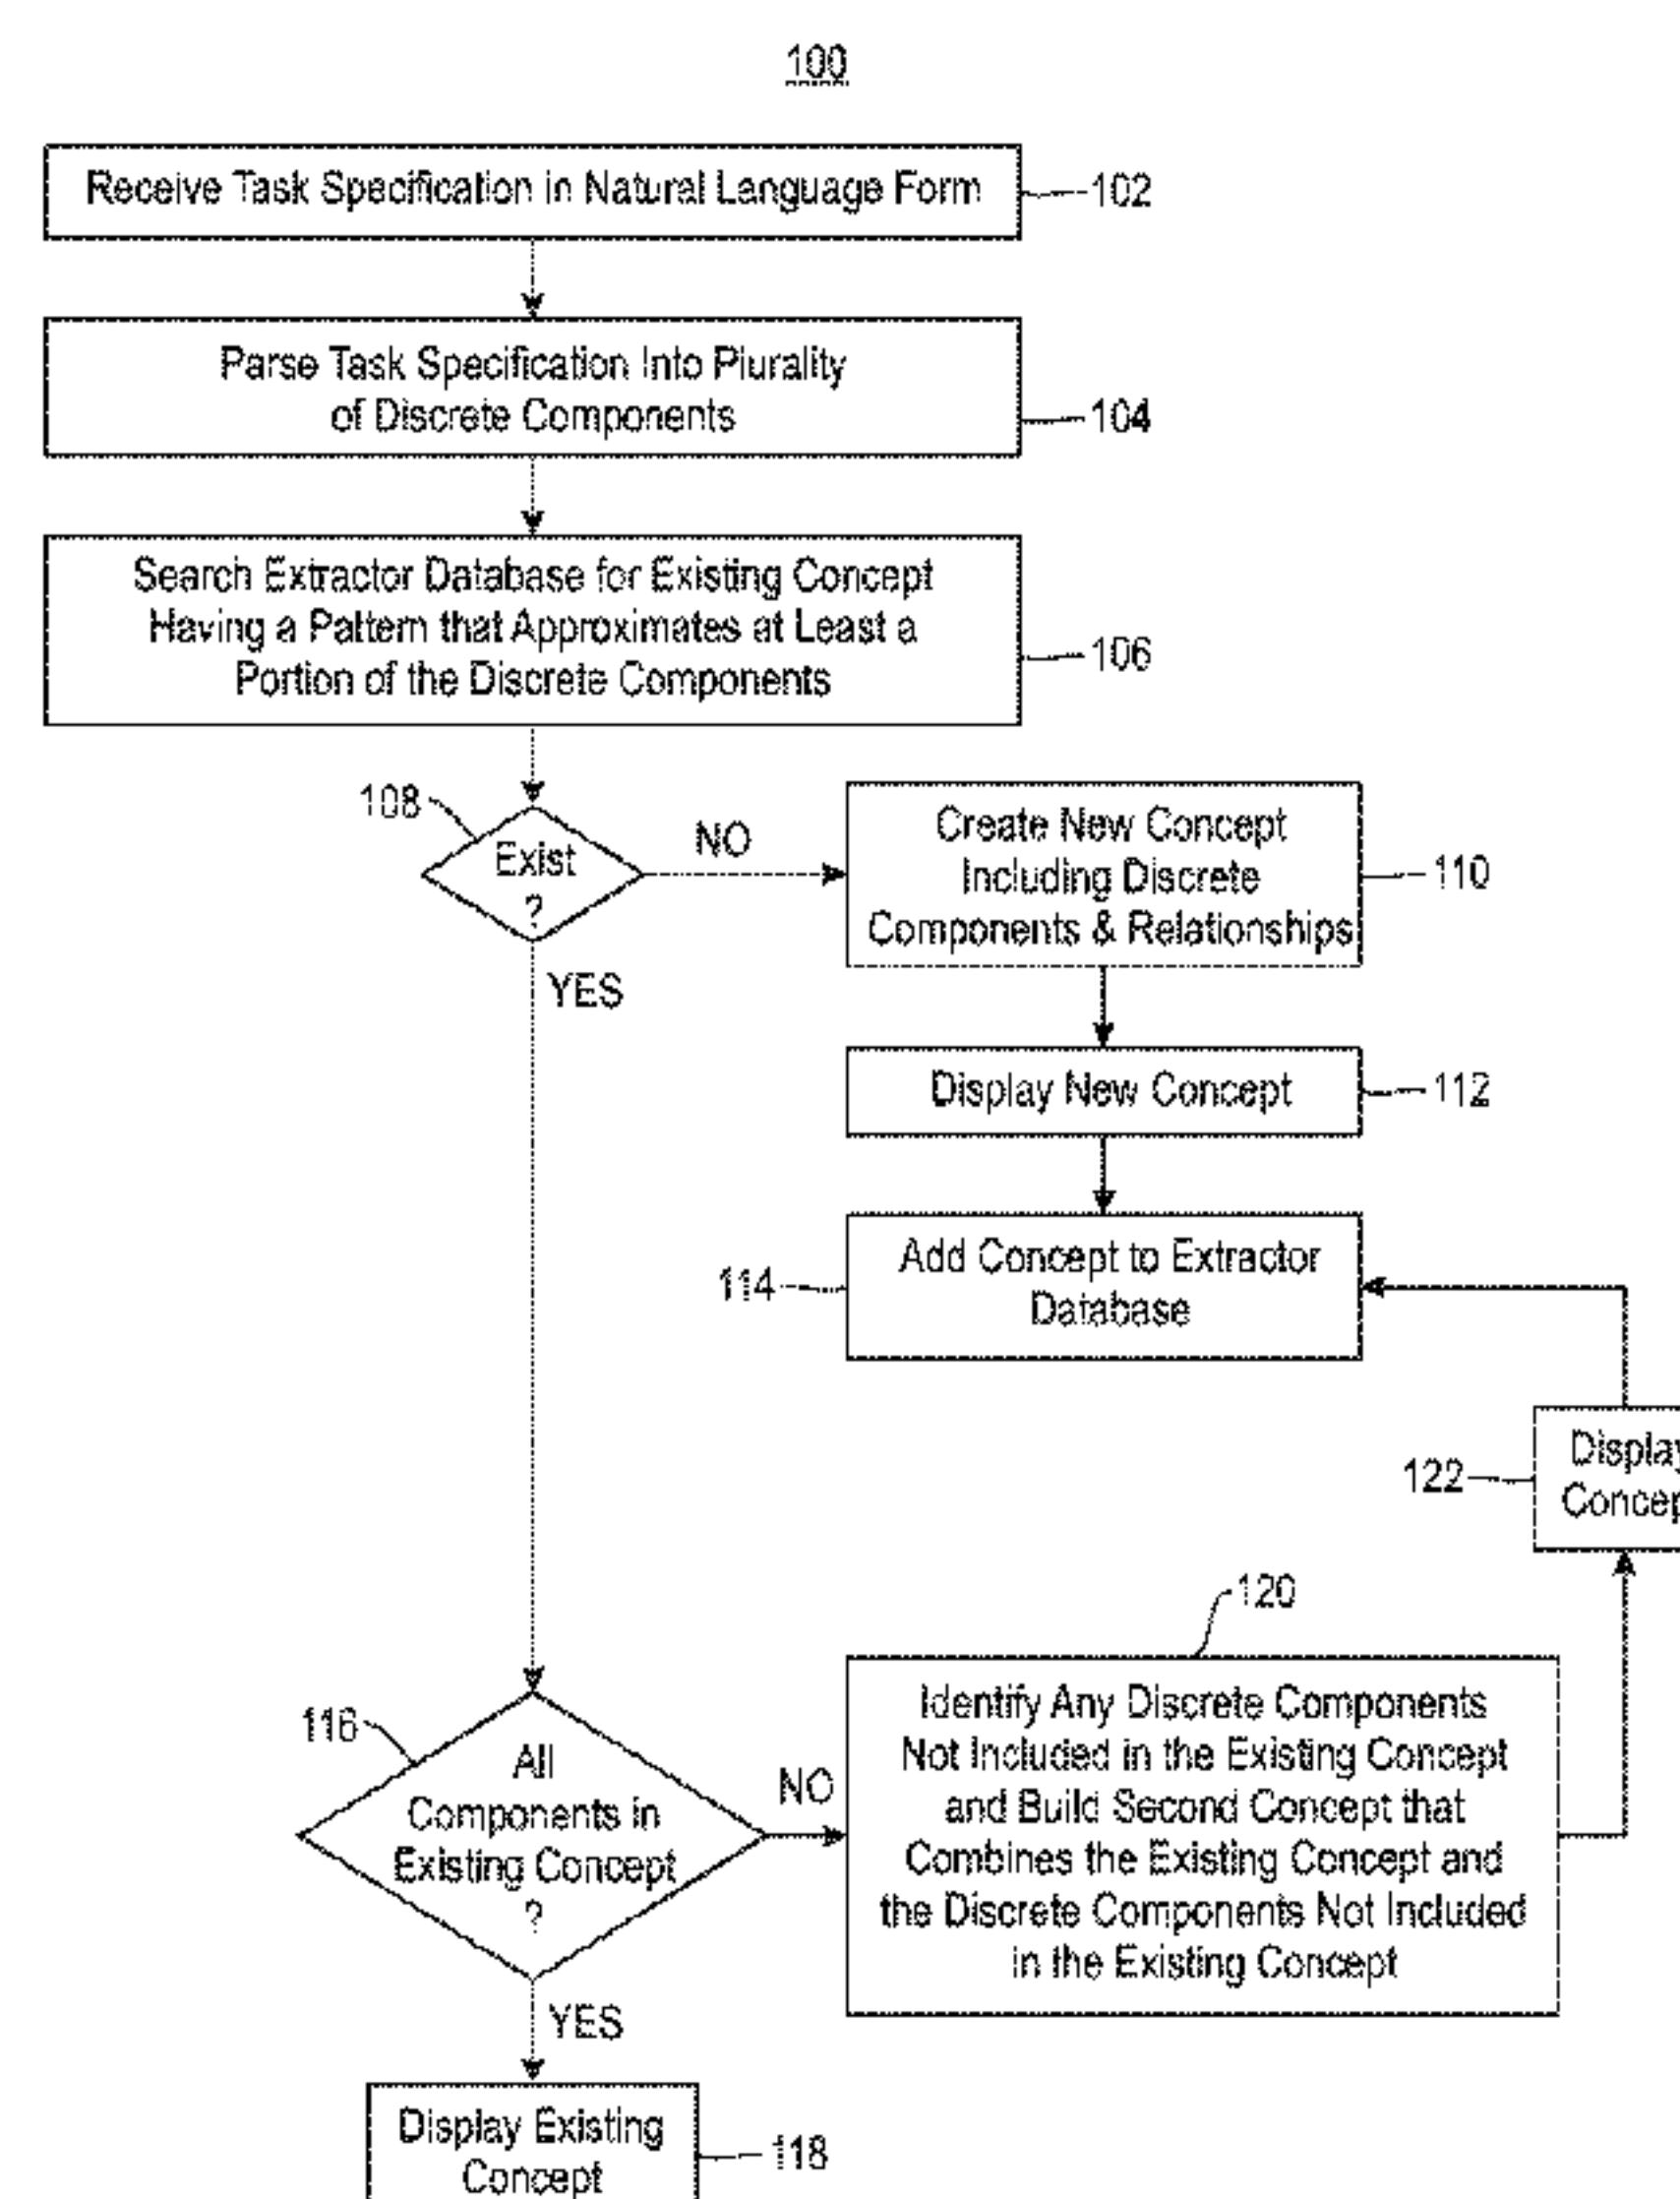 100
Receive Task Specification in Natural Language Form
102
Parse Task Specification Into Plurality
of Discrete Components
104
Search Extractor Database for Existing Concept
Having a Pattern that Approximates at Least a
Portion of the Discrete Components
106
108
Exist
?
NO
YES
Create New Concept
Including Discrete
Components & Relationships
110
Display New Concept
112
Add Concept to Extractor
Database
114
122
116
All
Components in
Existing Concept
?
NO
YES
120
Identify Any Discrete Components
Not Included in the Existing Concept
and Build Second Concept that
Combines the Existing Concept and
the Discrete Components Not Included
in the Existing Concept
Display Existing
Concept
118